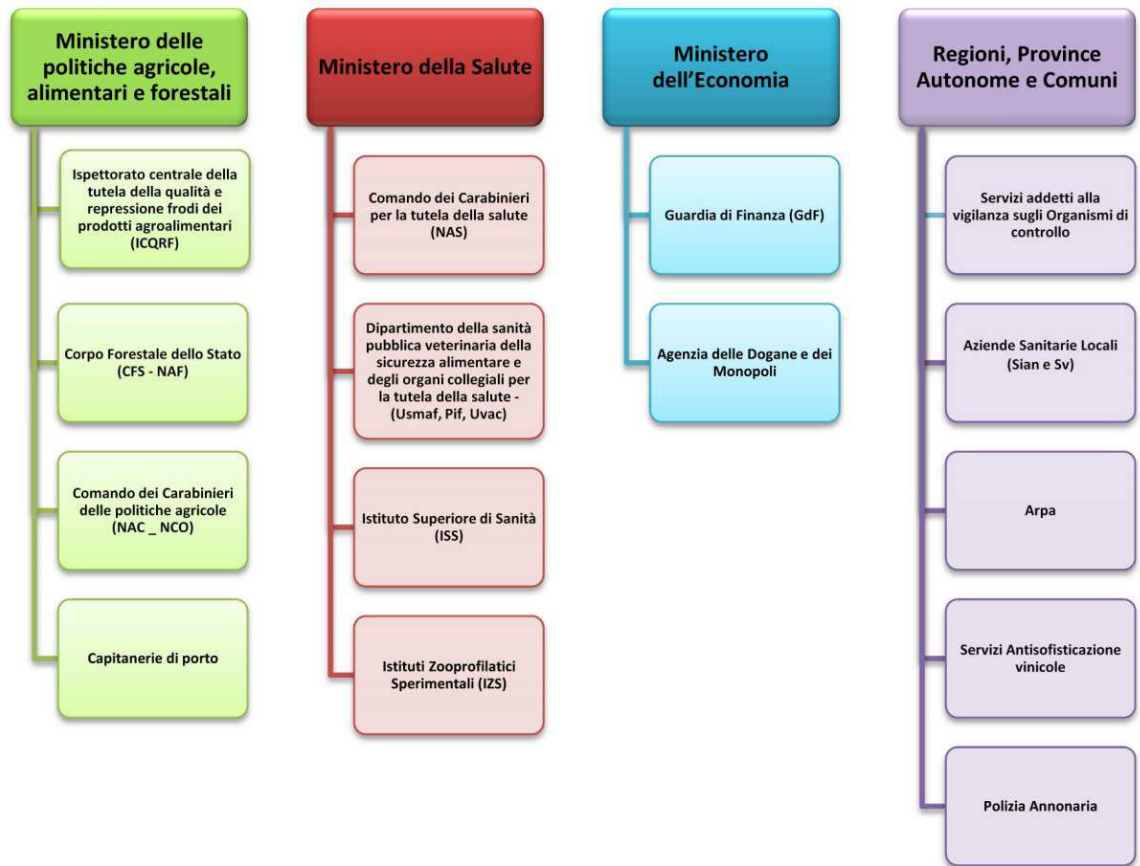 Ministero delle
politiche agricole,
alimentari e forestali
Ispettorato centrale della
tutela della qualità e
repressione frodi dei
prodotti agroalimentari
(ICQRF)
Corpo Forestale dello Stato
(CFS - NAF)
Comando dei Carabinieri
delle politiche agricole
(NAC _ NCO)
Capitanerie di porto
Ministero della Salute
Comando dei Carabinieri
per la tutela della salute
(NAS)
Dipartimento della sanità
pubblica veterinaria della
sicurezza alimentare e
degli organi collegiali per
la tutela della salute -
(Usmaf, Pif, Uvac)
Istituto Superiore di Sanità
(ISS)
Istituti Zooprofilatici
Sperimentali (IZS)
Ministero
dell'Economia
Guardia di Finanza (GdF)
Agenzia delle Dogane e dei
Monopoli
Regioni, Province
Autonome e Comuni
Servizi addetti alla
vigilanza sugli Organismi di
controllo
Aziende Sanitarie Locali
(Sian e Sv)
Arpa
Servizi Antisofisticazione
vinicole
Polizia Annonaria